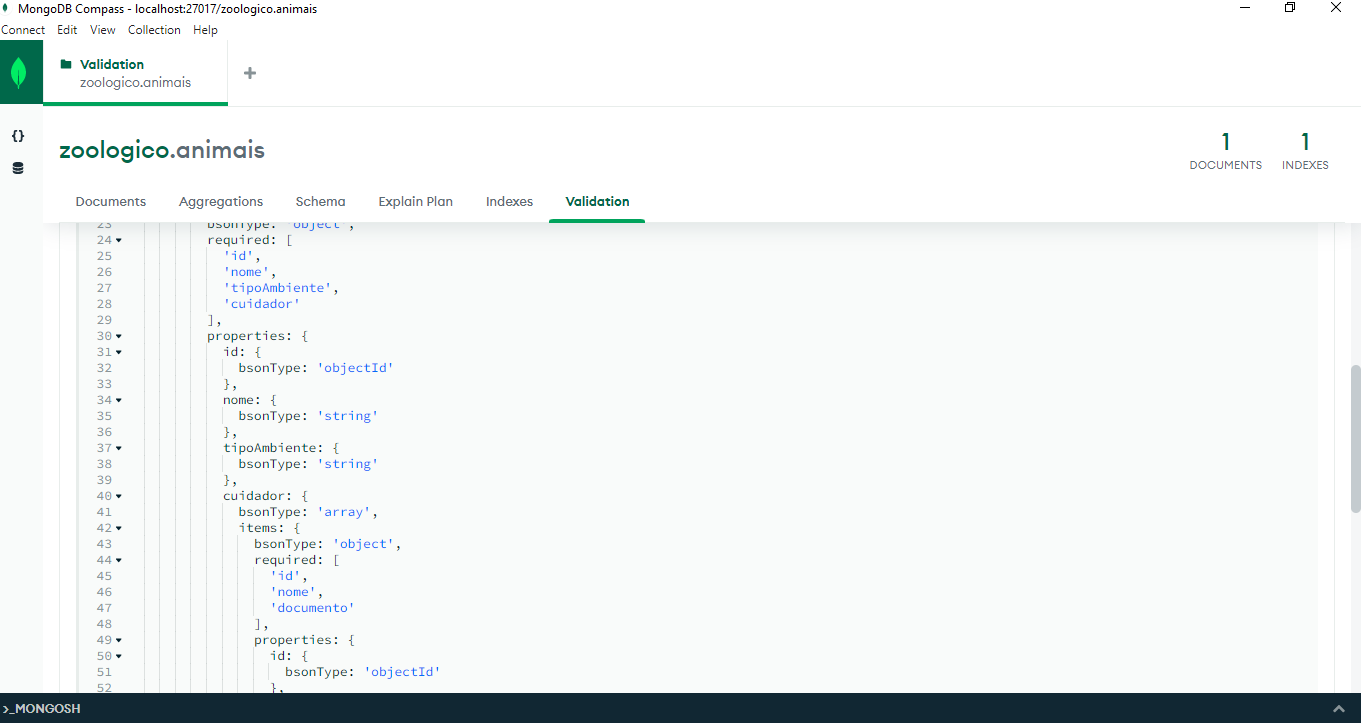 MongoDB Compass - localhost:27017/zoologico.animais
Connect Edit View Collection Help
Validation
zoologico.animais
+
{}
zoologico.animais
1
DOCUMENTS
1
INDEXES
Documents Aggregations Schema Explain Plan Indexes Validation
23 bsonType: 'object',
24 required: [
25 'id',
26 'nome',
27 'tipoAmbiente',
28 'cuidador'
29 ],
30 properties: {
31 id: {
32 bsonType: 'objectId'
33 },
34 nome: {
35 bsonType: 'string'
36 },
37 tipoAmbiente: {
38 bsonType: 'string'
39 },
40 cuidador: {
41 bsonType: 'array',
42 items: {
43 bsonType: 'object',
44 required: [
45 'id',
46 'nome',
47 'documento'
48 ],
49 properties: {
50 id: {
51 bsonType: 'objectId'
52 },
>_MONGOSH